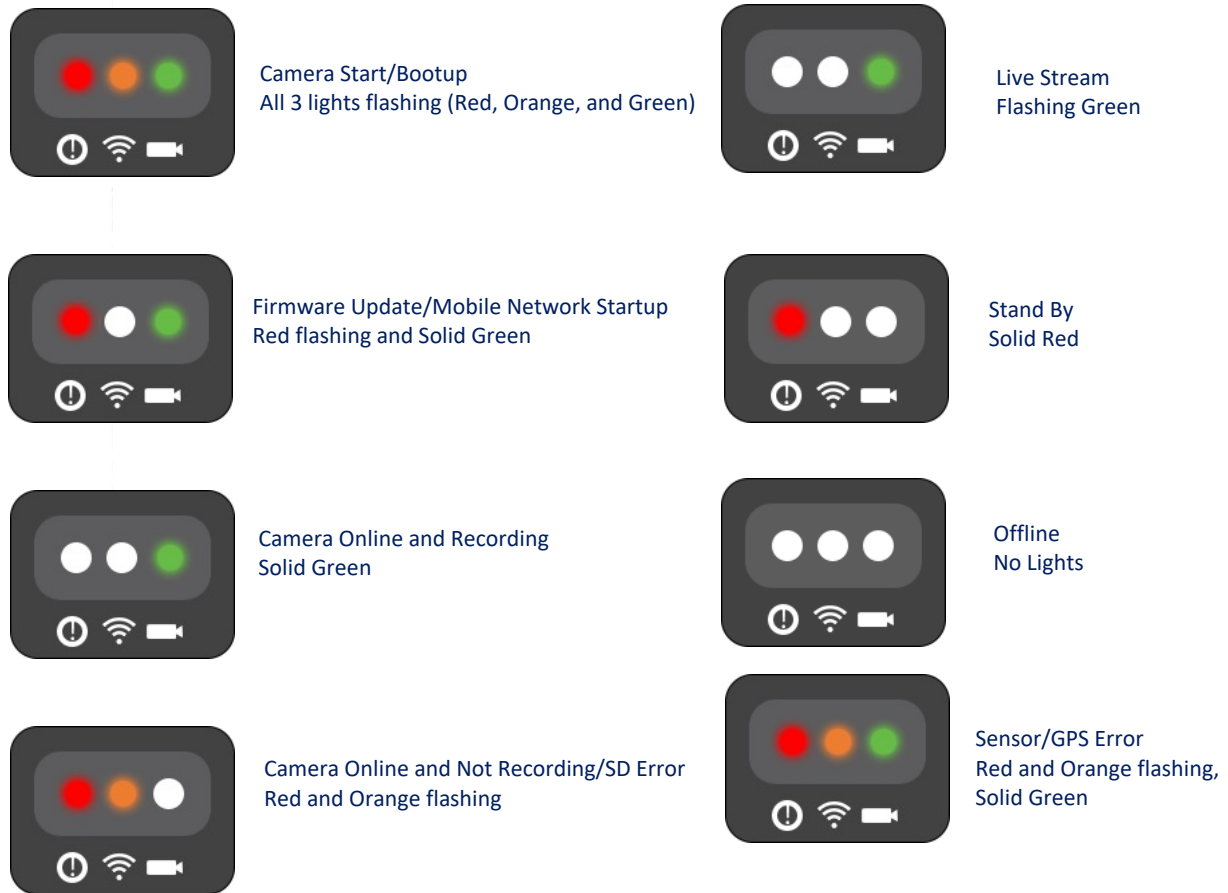 Camera Start/Bootup
All 3 lights flashing (Red, Orange, and Green)
Live Stream
Flashing Green
Firmware Update/Mobile Network Startup
Red flashing and Solid Green
Stand By
Solid Red
Camera Online and Recording
Solid Green
Offline
No Lights
Camera Online and Not Recording/SD Error
Red and Orange flashing
Sensor/GPS Error
Red and Orange flashing,
Solid Green